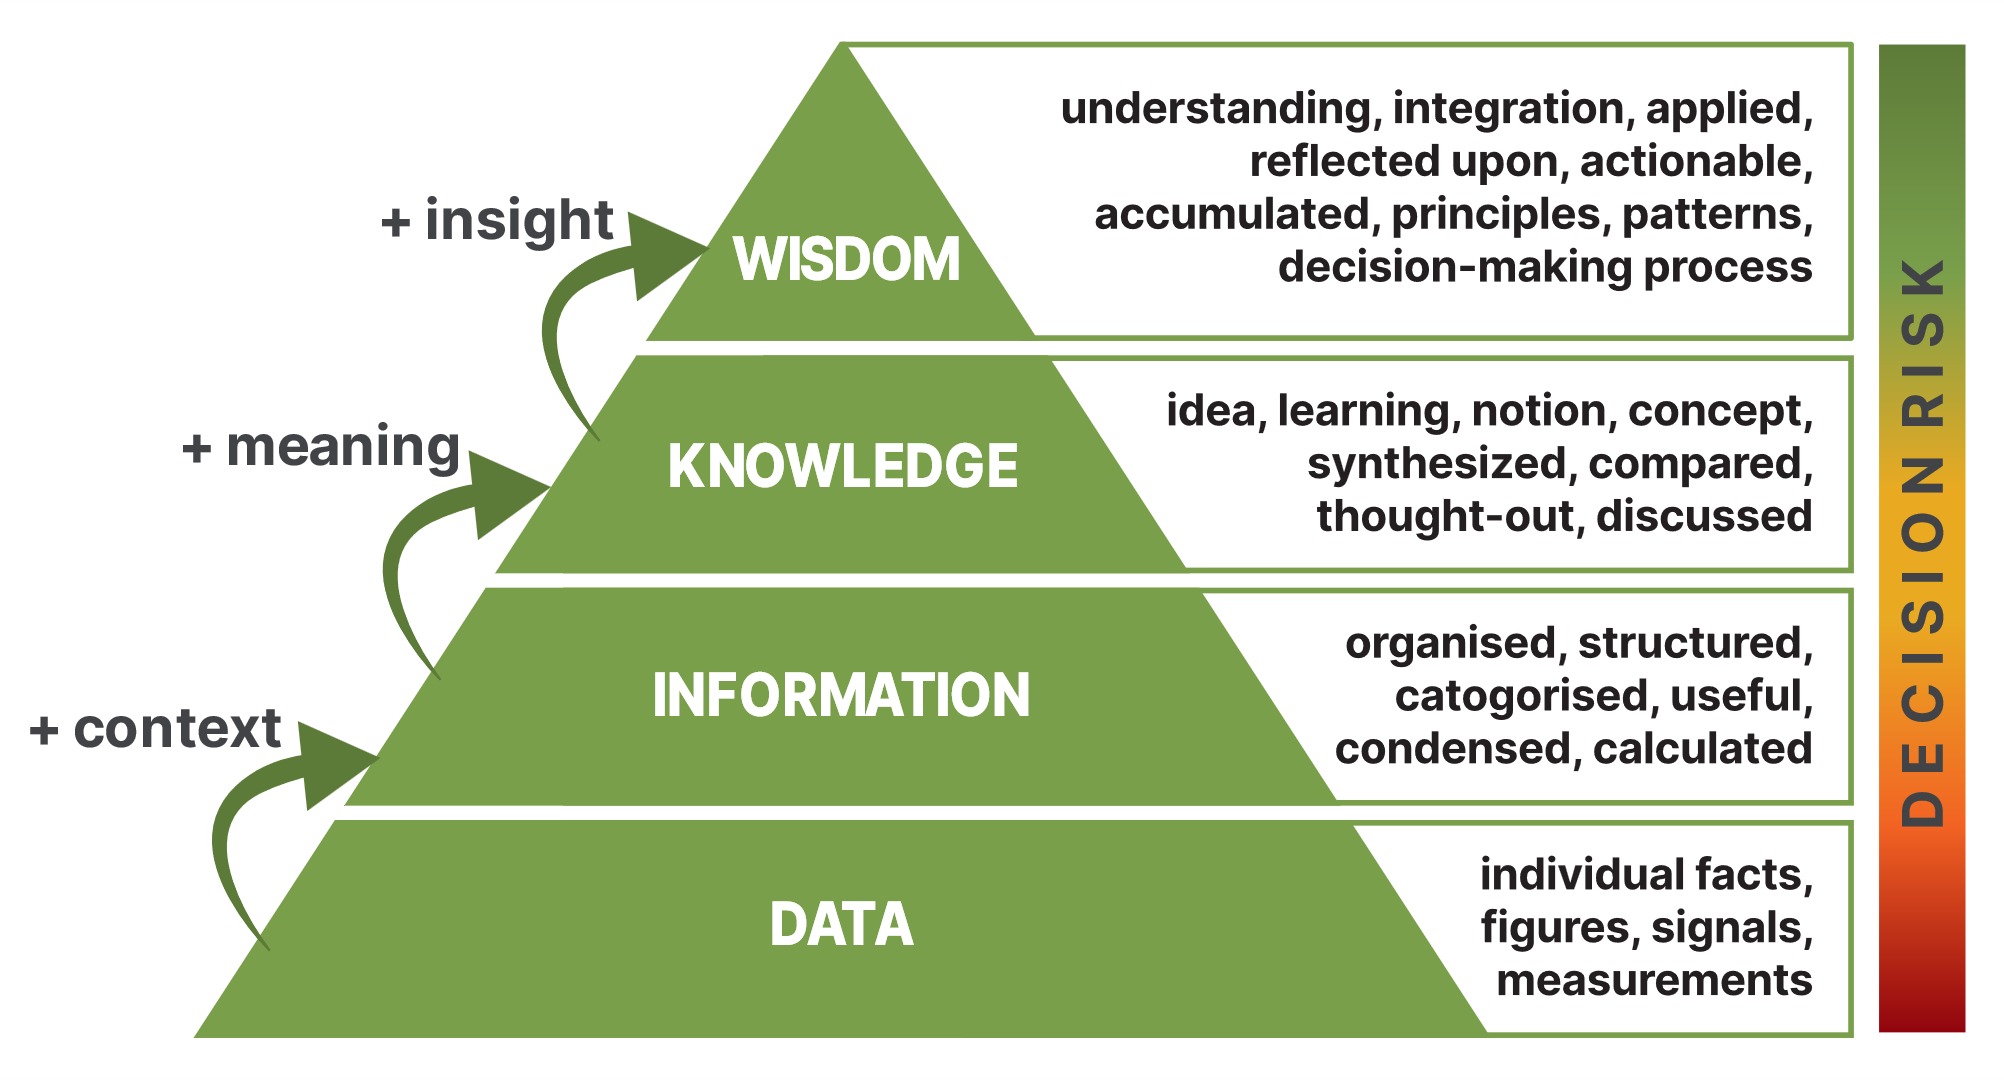 understanding, integration, applied,
reflected upon, actionable,
accumulated, principles, patterns,
decision-making process
+ insight
WISDOM
idea, learning, notion, concept,
synthesized, compared,
thought-out, discussed
+ meaning
KNOWLEDGE
organised, structured,
catogorised, useful,
condensed, calculated
+ context
INFORMATION
individual facts,
figures, signals,
measurements
DATA
DECISION RISK